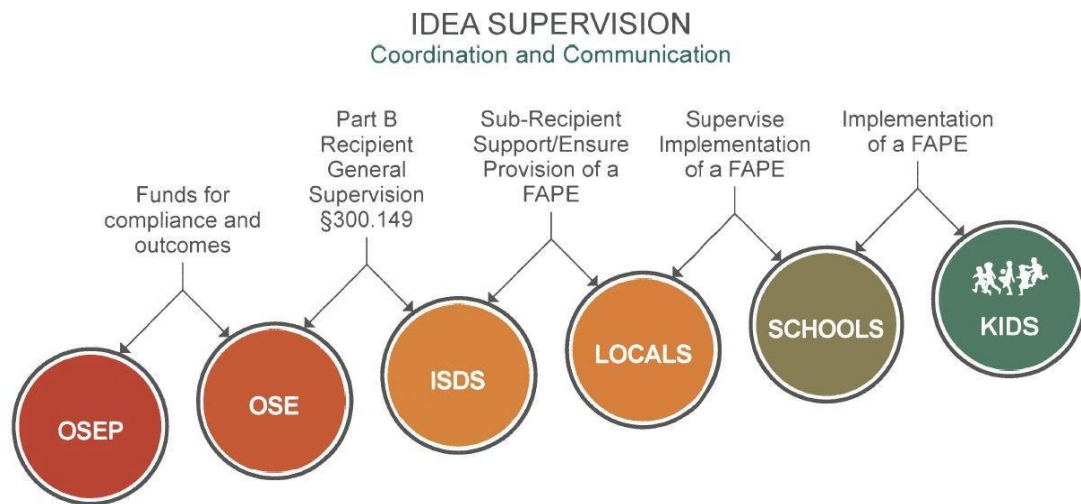 IDEA SUPERVISION
Coordination and Communication
Funds for
compliance and
outcomes
Part B
Recipient
General
Supervision
§300.149
Sub-Recipient
Support/Ensure
Provision of a
FAPE
Supervise
Implementation
of a FAPE
Implementation
of a FAPE
OSEP
OSE
ISDS
LOCALS
SCHOOLS
KIDS